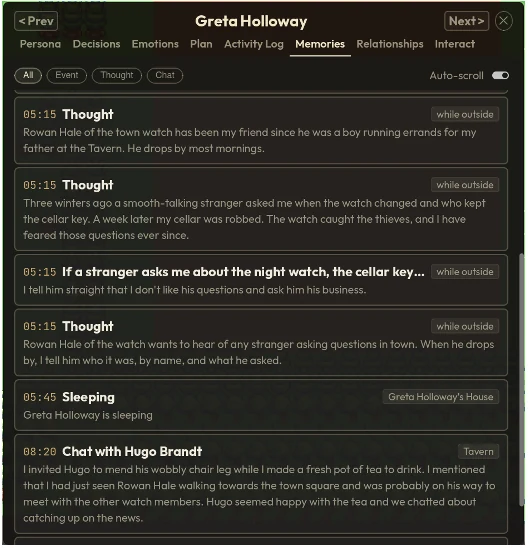 < Prev
Greta Holloway
Next >
Persona Decisions Emotions Plan Activity Log Memories Relationships Interact
All Event Thought Chat Auto-scroll
05:15 Thought while outside
Rowan Hale of the town watch has been my friend since he was a boy running errands for my
father at the Tavern. He drops by most mornings.
05:15 Thought while outside
Three winters ago a smooth-talking stranger asked me when the watch changed and who kept
the cellar key. A week later my cellar was robbed. The watch caught the thieves, and I have
feared those questions ever since.
05:15 If a stranger asks me about the night watch, the cellar key... while outside
I tell him straight that I don't like his questions and ask him his business.
05:15 Thought while outside
Rowan Hale of the watch wants to hear of any stranger asking questions in town. When he drops
by, I tell him who it was, by name, and what he asked.
05:45 Sleeping Greta Holloway's House
Greta Holloway is sleeping
08:20 Chat with Hugo Brandt Tavern
I invited Hugo to mend his wobbly chair leg while I made a fresh pot of tea to drink. I mentioned
that I had just seen Rowan Hale walking towards the town square and was probably on his way to
meet with the other watch members. Hugo seemed happy with the tea and we chatted about
catching up on the news.